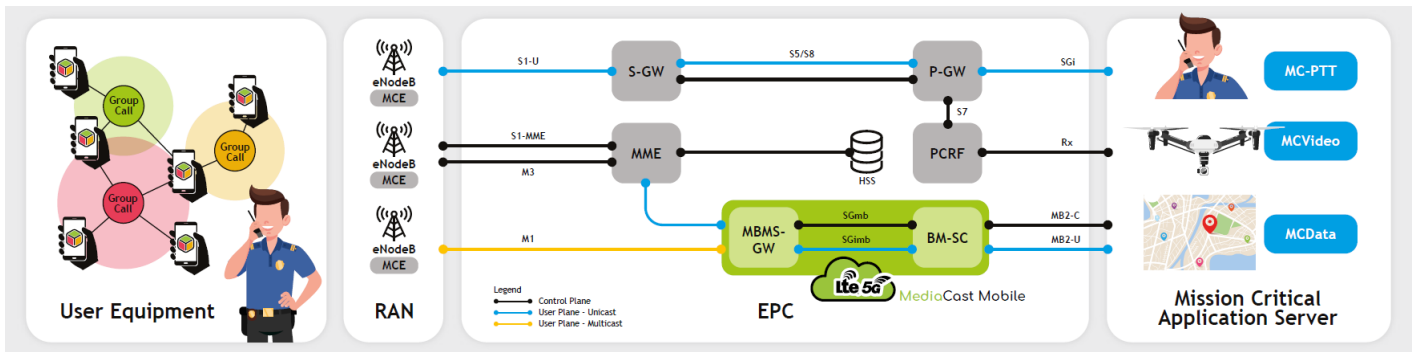 Group
Call
Group
Call
Group
Call
User Equipment
eNodeB
MCE
eNodeB
MCE
eNodeB
MCE
RAN
S1-U
S-GW
S5/S8
P-GW
SGi
S7
S1-MME
M3
MME
HSS
PCRF
Rx
M1
MBMS-
GW
SGmb
SGimb
BM-SC
MB2-C
MB2-U
Lte 5G
MediaCast Mobile
Legend
Control Plane
User Plane - Unicast
User Plane - Multicast
EPC
MC-PTT
MCVideo
MCData
Mission Critical
Application Server